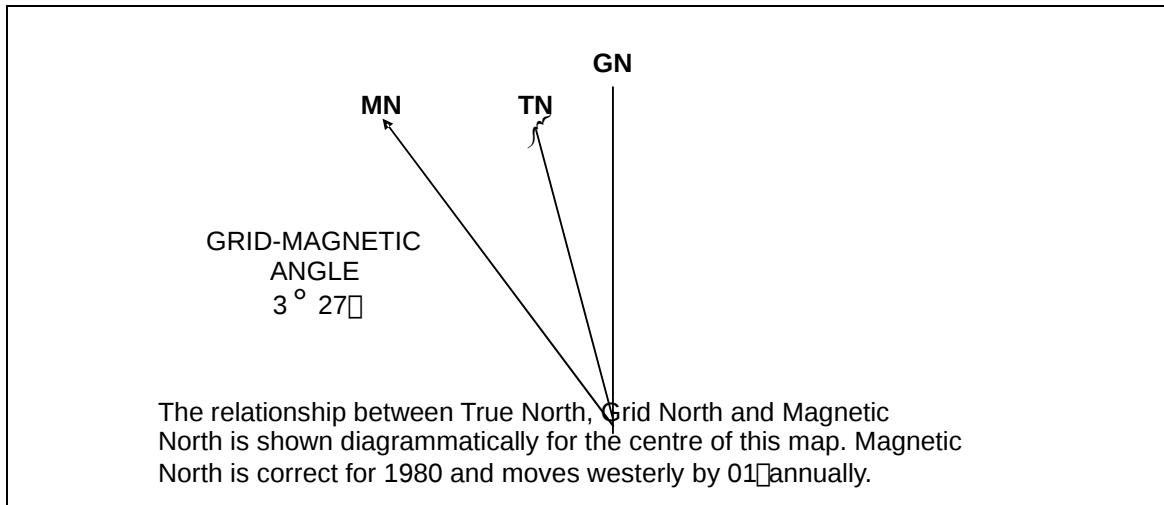 GN
MN
TN
GRID-MAGNETIC
ANGLE
3° 27▯
The relationship between True North, Grid North and Magnetic
North is shown diagrammatically for the centre of this map. Magnetic
North is correct for 1980 and moves westerly by 01▯annually.